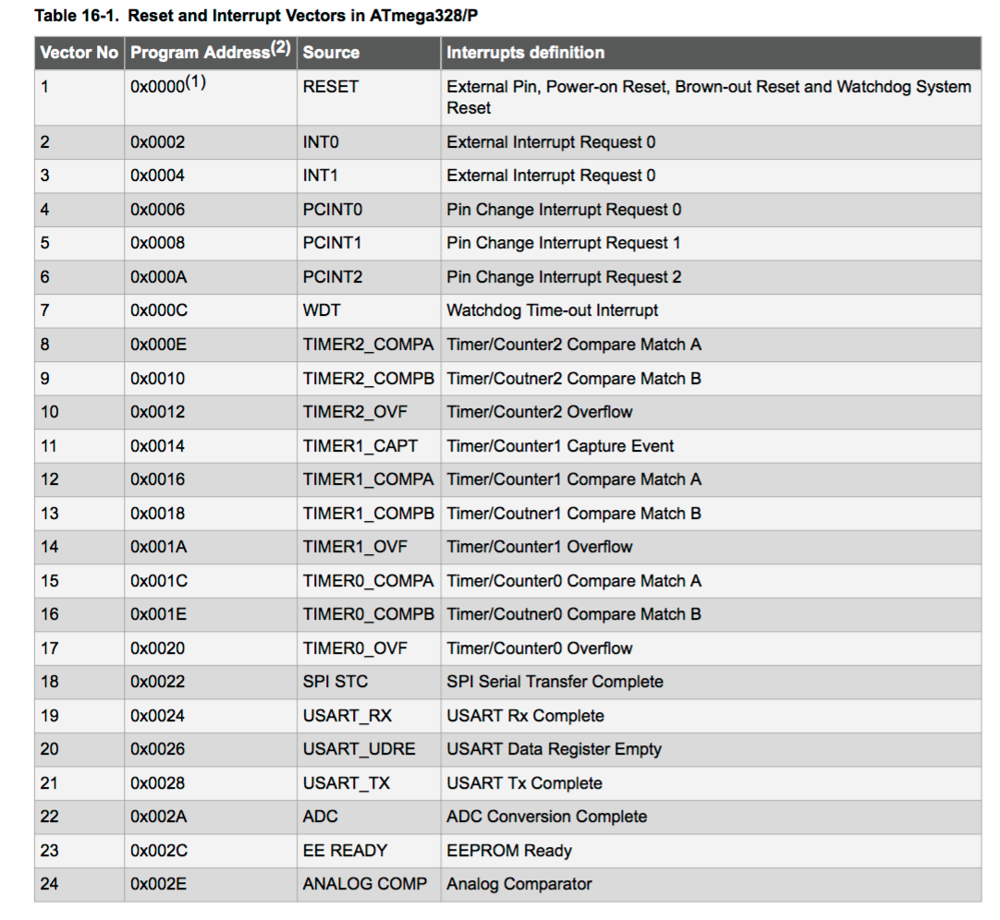 Table 16-1. Reset and Interrupt Vectors in ATmega328/P
Vector No Program Address(2) Source Interrupts definition
1 0x0000(1) RESET External Pin, Power-on Reset, Brown-out Reset and Watchdog System
Reset
2 0x0002 INT0 External Interrupt Request 0
3 0x0004 INT1 External Interrupt Request 0
4 0x0006 PCINT0 Pin Change Interrupt Request 0
5 0x0008 PCINT1 Pin Change Interrupt Request 1
6 0x000A PCINT2 Pin Change Interrupt Request 2
7 0x000C WDT Watchdog Time-out Interrupt
8 0x000E TIMER2_COMPA Timer/Counter2 Compare Match A
9 0x0010 TIMER2_COMPB Timer/Coutner2 Compare Match B
10 0x0012 TIMER2_OVF Timer/Counter2 Overflow
11 0x0014 TIMER1_CAPT Timer/Counter1 Capture Event
12 0x0016 TIMER1_COMPA Timer/Counter1 Compare Match A
13 0x0018 TIMER1_COMPB Timer/Coutner1 Compare Match B
14 0x001A TIMER1_OVF Timer/Counter1 Overflow
15 0x001C TIMER0_COMPA Timer/Counter0 Compare Match A
16 0x001E TIMER0_COMPB Timer/Coutner0 Compare Match B
17 0x0020 TIMER0_OVF Timer/Counter0 Overflow
18 0x0022 SPI STC SPI Serial Transfer Complete
19 0x0024 USART_RX USART Rx Complete
20 0x0026 USART_UDRE USART Data Register Empty
21 0x0028 USART_TX USART Tx Complete
22 0x002A ADC ADC Conversion Complete
23 0x002C EE READY EEPROM Ready
24 0x002E ANALOG COMP Analog Comparator